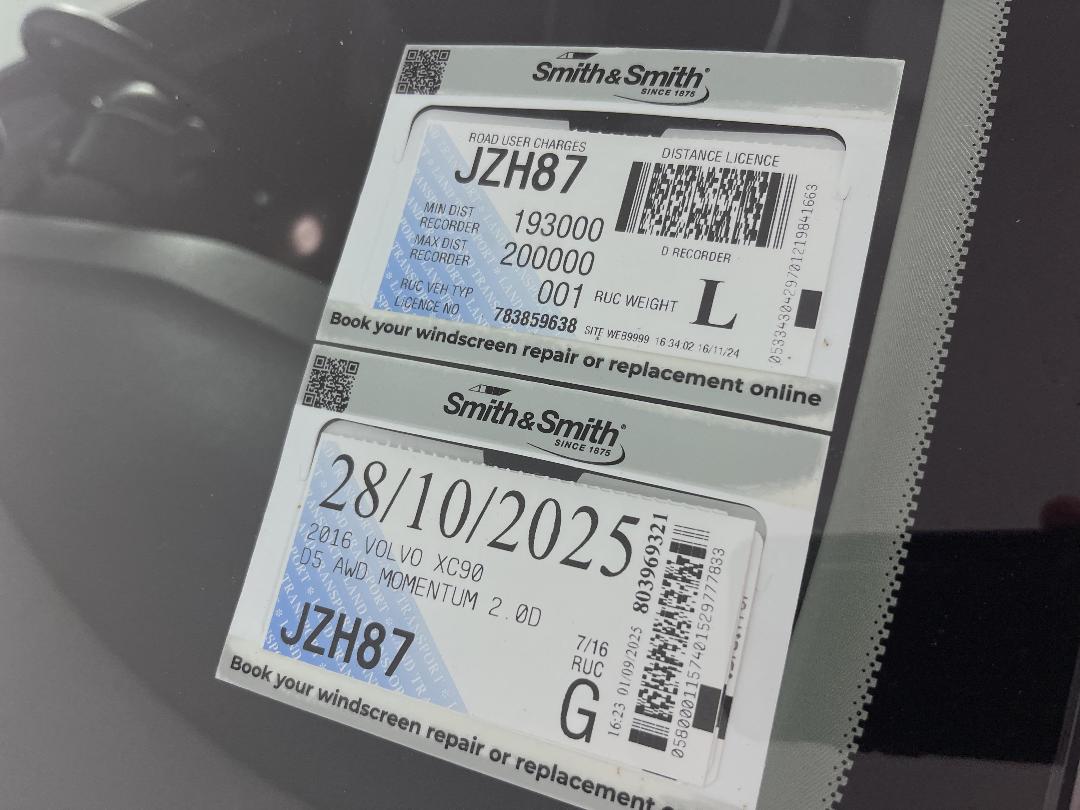 Smith&Smith®
SINCE 1875
ROAD USER CHARGES
DISTANCE LICENCE
JZH87
MIN DIST RECORDER 193000
D RECORDER
MAX DIST RECORDER 200000
RUC VEH TYP 001 RUC WEIGHT L
LICENCE NO 783859638 SITE WEB9999 16:34:02 16/11/24
Book your windscreen repair or replacement online
Smith&Smith®
SINCE 1875
28/10/2025
2016 VOLVO XC90
D5 AWD MOMENTUM 2.0D
JZH87
7/16
RUC
G
16:23 01/09/2025 803969321
Book your windscreen repair or replacement